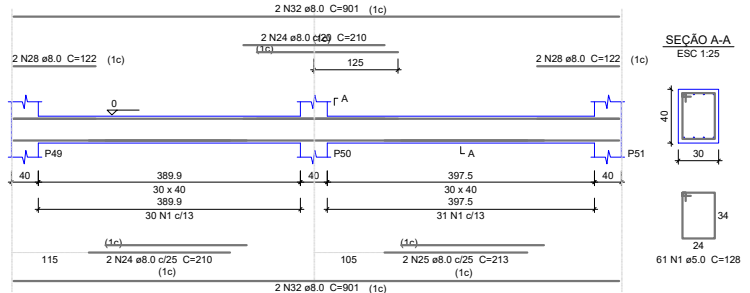 2 N32 ø8.0 C=901 (1c)
2 N24 ø8.0 c/20 C=210
(1c)
2 N28 ø8.0 C=122 (1c)
2 N28 ø8.0 C=122 (1c)
125
SEÇÃO A-A
ESC 1:25
0
A
40
30
P49
P50
A
P51
40
389.9
40
397.5
40
30 x 40
30 x 40
389.9
397.5
30 N1 c/13
31 N1 c/13
34
24
61 N1 ø5.0 C=128
(1c)
(1c)
115
2 N24 ø8.0 c/25 C=210
105
2 N25 ø8.0 c/25 C=213
(1c)
(1c)
2 N32 ø8.0 C=901 (1c)